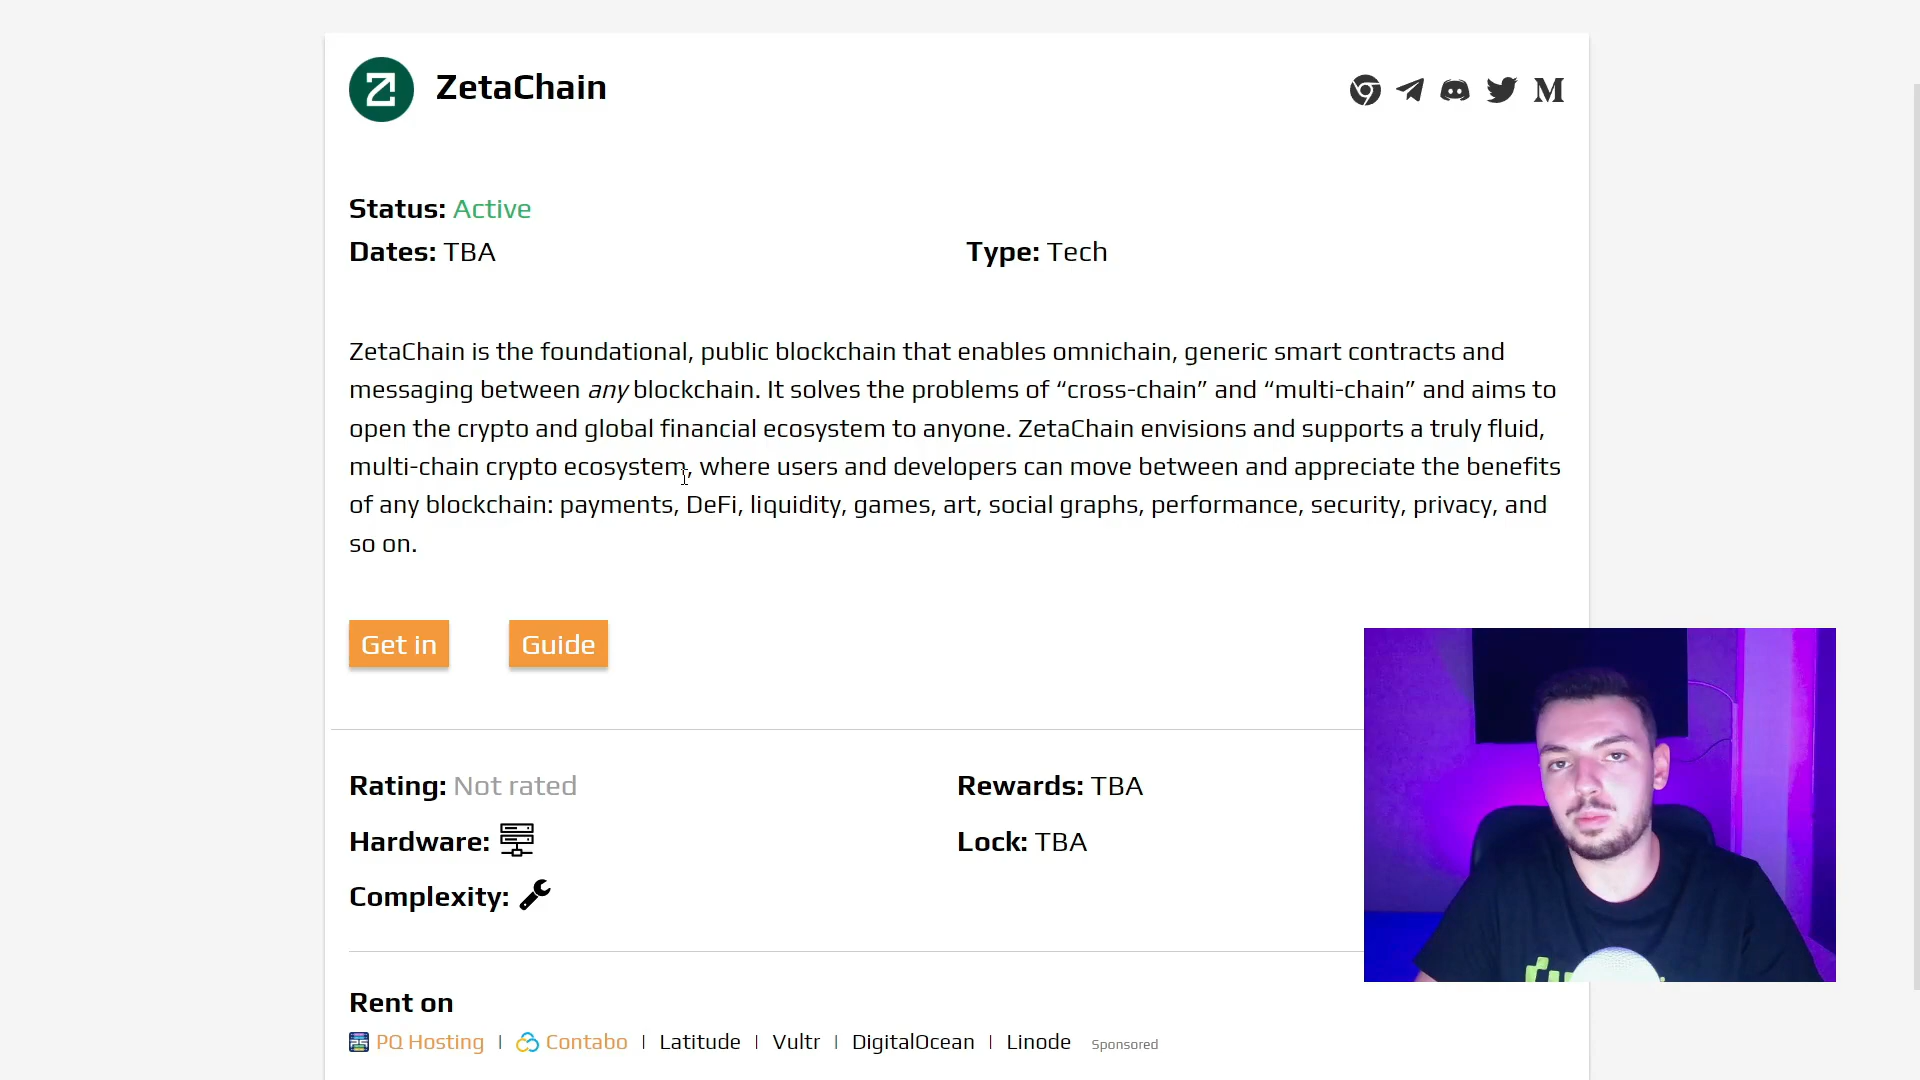 ZetaChain
Status: Active
Dates: TBA
Type: Tech
ZetaChain is the foundational, public blockchain that enables omnichain, generic smart contracts and
messaging between any blockchain. It solves the problems of “cross-chain” and “multi-chain” and aims to
open the crypto and global financial ecosystem to anyone. ZetaChain envisions and supports a truly fluid,
multi-chain crypto ecosystem, where users and developers can move between and appreciate the benefits
of any blockchain: payments, DeFi, liquidity, games, art, social graphs, performance, security, privacy, and
so on.
Get in
Guide
Rating: Not rated
Rewards: TBA
Hardware:
Lock: TBA
Complexity:
Rent on
PQ Hosting | Contabo | Latitude | Vultr | DigitalOcean | Linode Sponsored